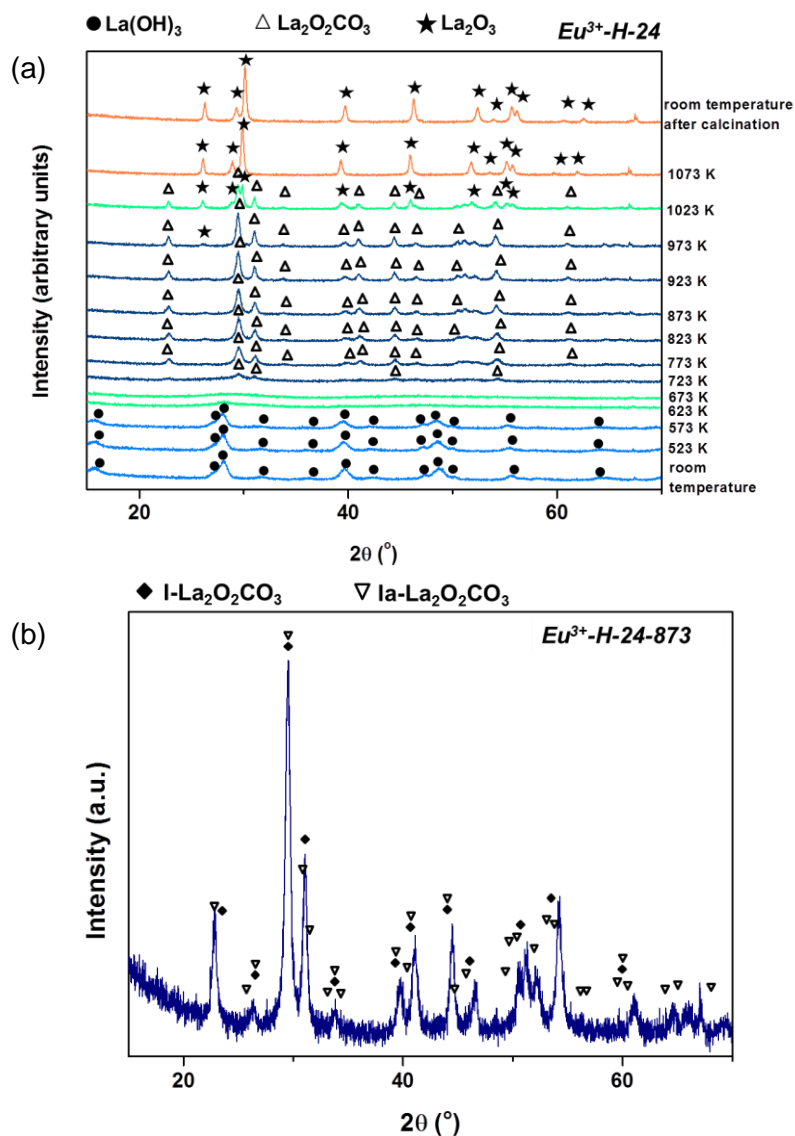 ● La(OH)₃ △ La₂O₂CO₃ ★ La₂O₃ Eu³⁺-H-24
(a)
room temperature
after calcination
1073 K
1023 K
973 K
923 K
873 K
823 K
773 K
723 K
673 K
623 K
573 K
523 K
room
temperature
Intensity (arbitrary units)
20 40 60
2θ (°)
◆ I-La₂O₂CO₃ ▽ Ia-La₂O₂CO₃
(b)
Eu³⁺-H-24-873
Intensity (a.u.)
20 40 60
2θ (°)